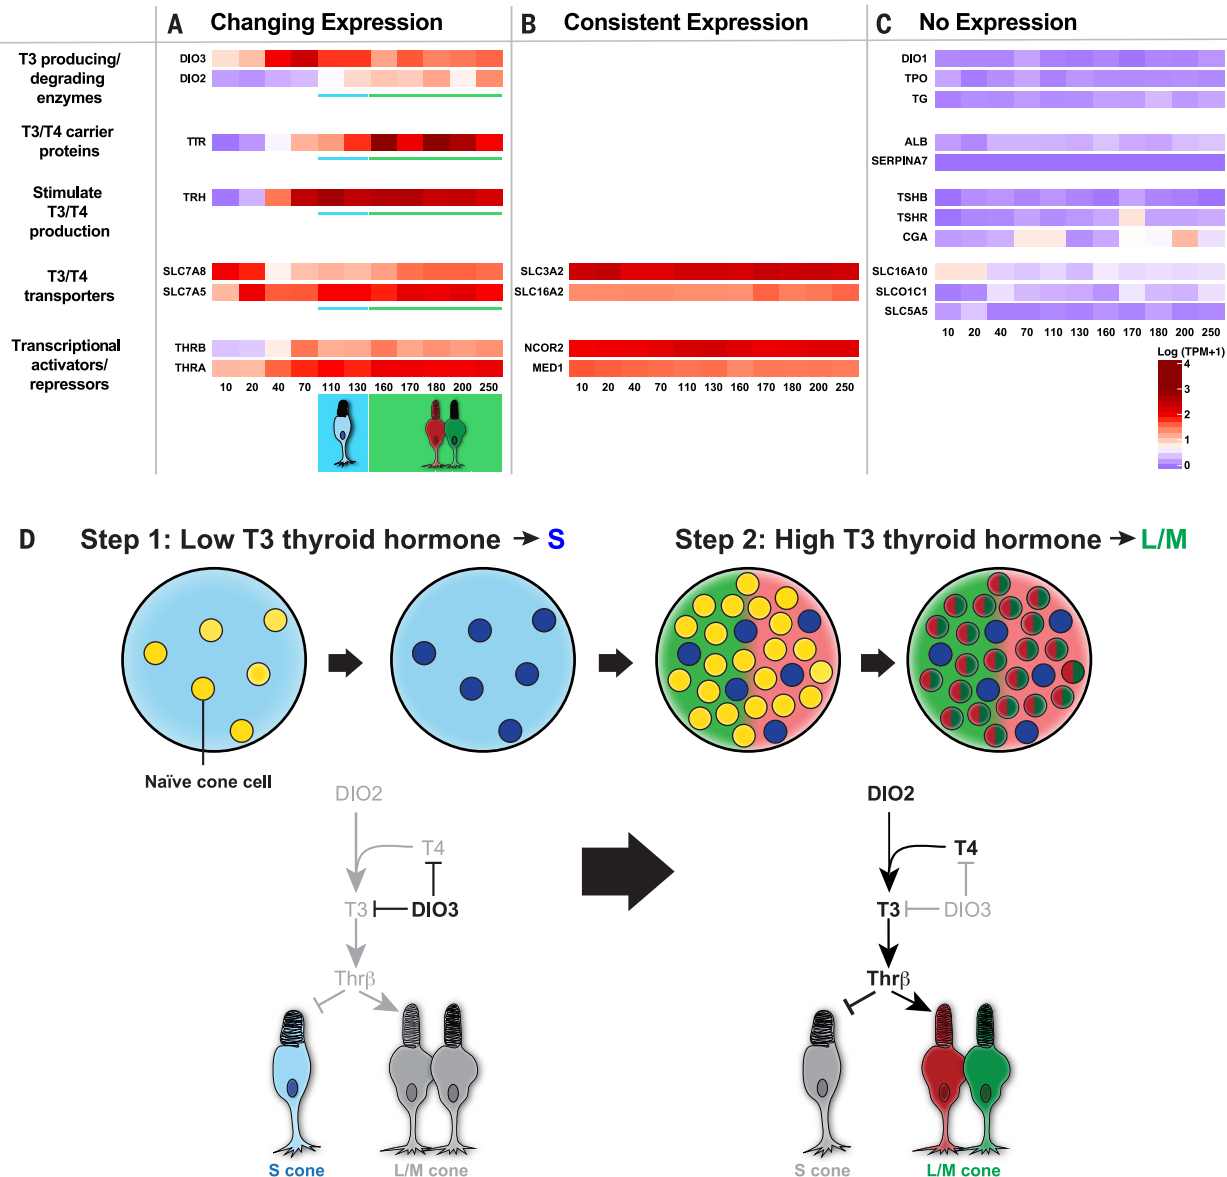 A Changing Expression
B Consistent Expression
C No Expression
T3 producing/
degrading
enzymes
DIO3
DIO2
DIO1
TPO
TG
T3/T4 carrier
proteins
TTR
ALB
SERPINA7
Stimulate
T3/T4
production
TRH
TSHB
TSHR
CGA
T3/T4
transporters
SLC7A8
SLC7A5
SLC3A2
SLC16A2
SLC16A10
SLCO1C1
SLC5A5
10 20 40 70 110 130 160 170 180 200 250
Transcriptional
activators/
repressors
THRB
THRA
10 20 40 70 110 130 160 170 180 200 250
NCOR2
MED1
10 20 40 70 110 130 160 170 180 200 250
Log (TPM+1)
4
3
2
1
0
D Step 1: Low T3 thyroid hormone → S
Step 2: High T3 thyroid hormone → L/M
Naïve cone cell
DIO2
T4
T3
DIO3
Thrβ
S cone
L/M cone
DIO2
T4
T3
DIO3
Thrβ
S cone
L/M cone